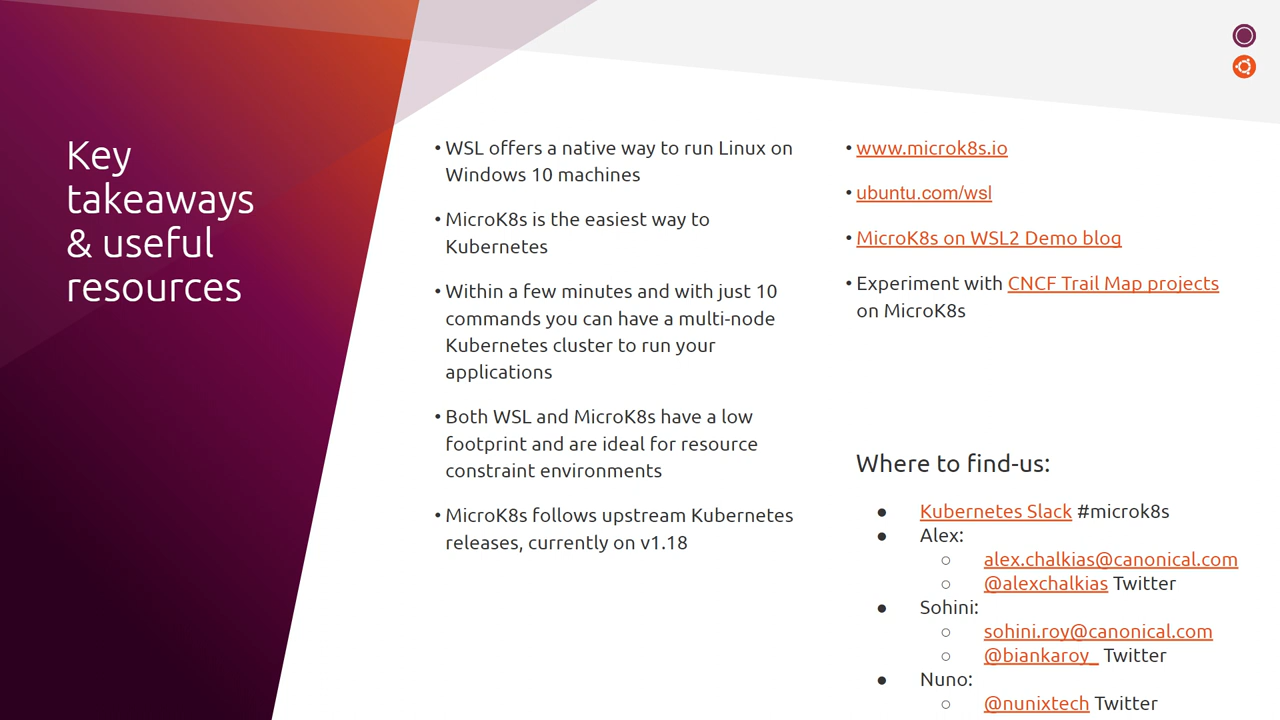 Key
takeaways
& useful
resources
• WSL offers a native way to run Linux on
Windows 10 machines
• MicroK8s is the easiest way to
Kubernetes
• Within a few minutes and with just 10
commands you can have a multi-node
Kubernetes cluster to run your
applications
• Both WSL and MicroK8s have a low
footprint and are ideal for resource
constraint environments
• MicroK8s follows upstream Kubernetes
releases, currently on v1.18
• www.microk8s.io
• ubuntu.com/wsl
• MicroK8s on WSL2 Demo blog
• Experiment with CNCF Trail Map projects
on MicroK8s
Where to find-us:
● Kubernetes Slack #microk8s
● Alex:
○ alex.chalkias@canonical.com
○ @alexchalkias Twitter
● Sohini:
○ sohini.roy@canonical.com
○ @biankaroy_ Twitter
● Nuno:
○ @nunixtech Twitter